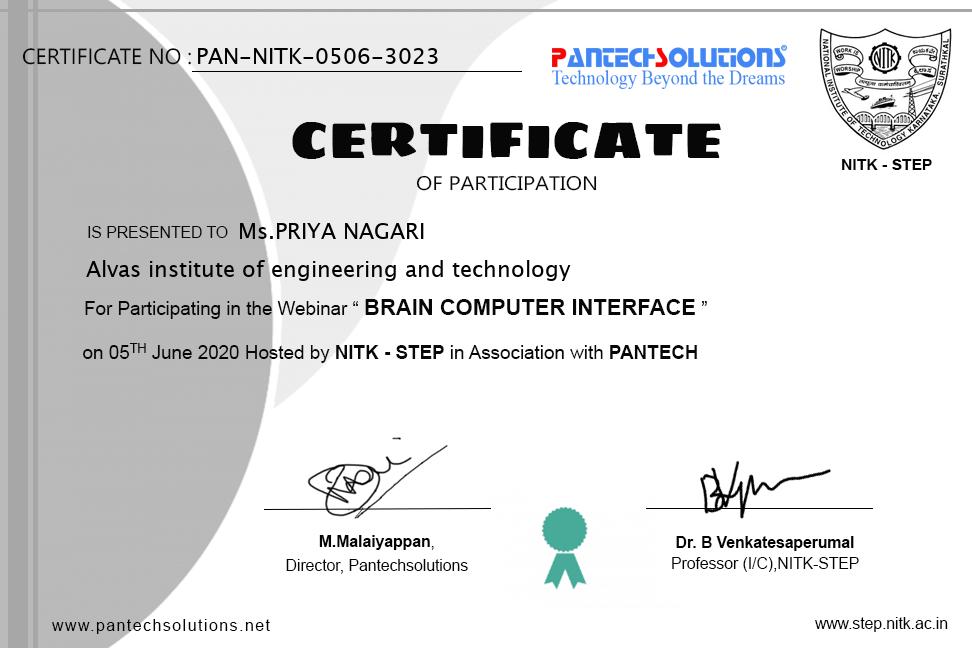 CERTIFICATE NO : PAN-NITK-0506-3023
PANTECHSOLUTIONS®
Technology Beyond the Dreams
NATIONAL INSTITUTE OF TECHNOLOGY KARNATAKA, SURATHKAL
WORK IS
WORSHIP
NITK
NITK - STEP
CERTIFICATE
OF PARTICIPATION
IS PRESENTED TO Ms.PRIYA NAGARI
Alvas institute of engineering and technology
For Participating in the Webinar “ BRAIN COMPUTER INTERFACE ”
on 05TH June 2020 Hosted by NITK - STEP in Association with PANTECH
M.Malaiyappan,
Director, Pantechsolutions
Dr. B Venkatesaperumal
Professor (I/C),NITK-STEP
www.pantechsolutions.net
www.step.nitk.ac.in